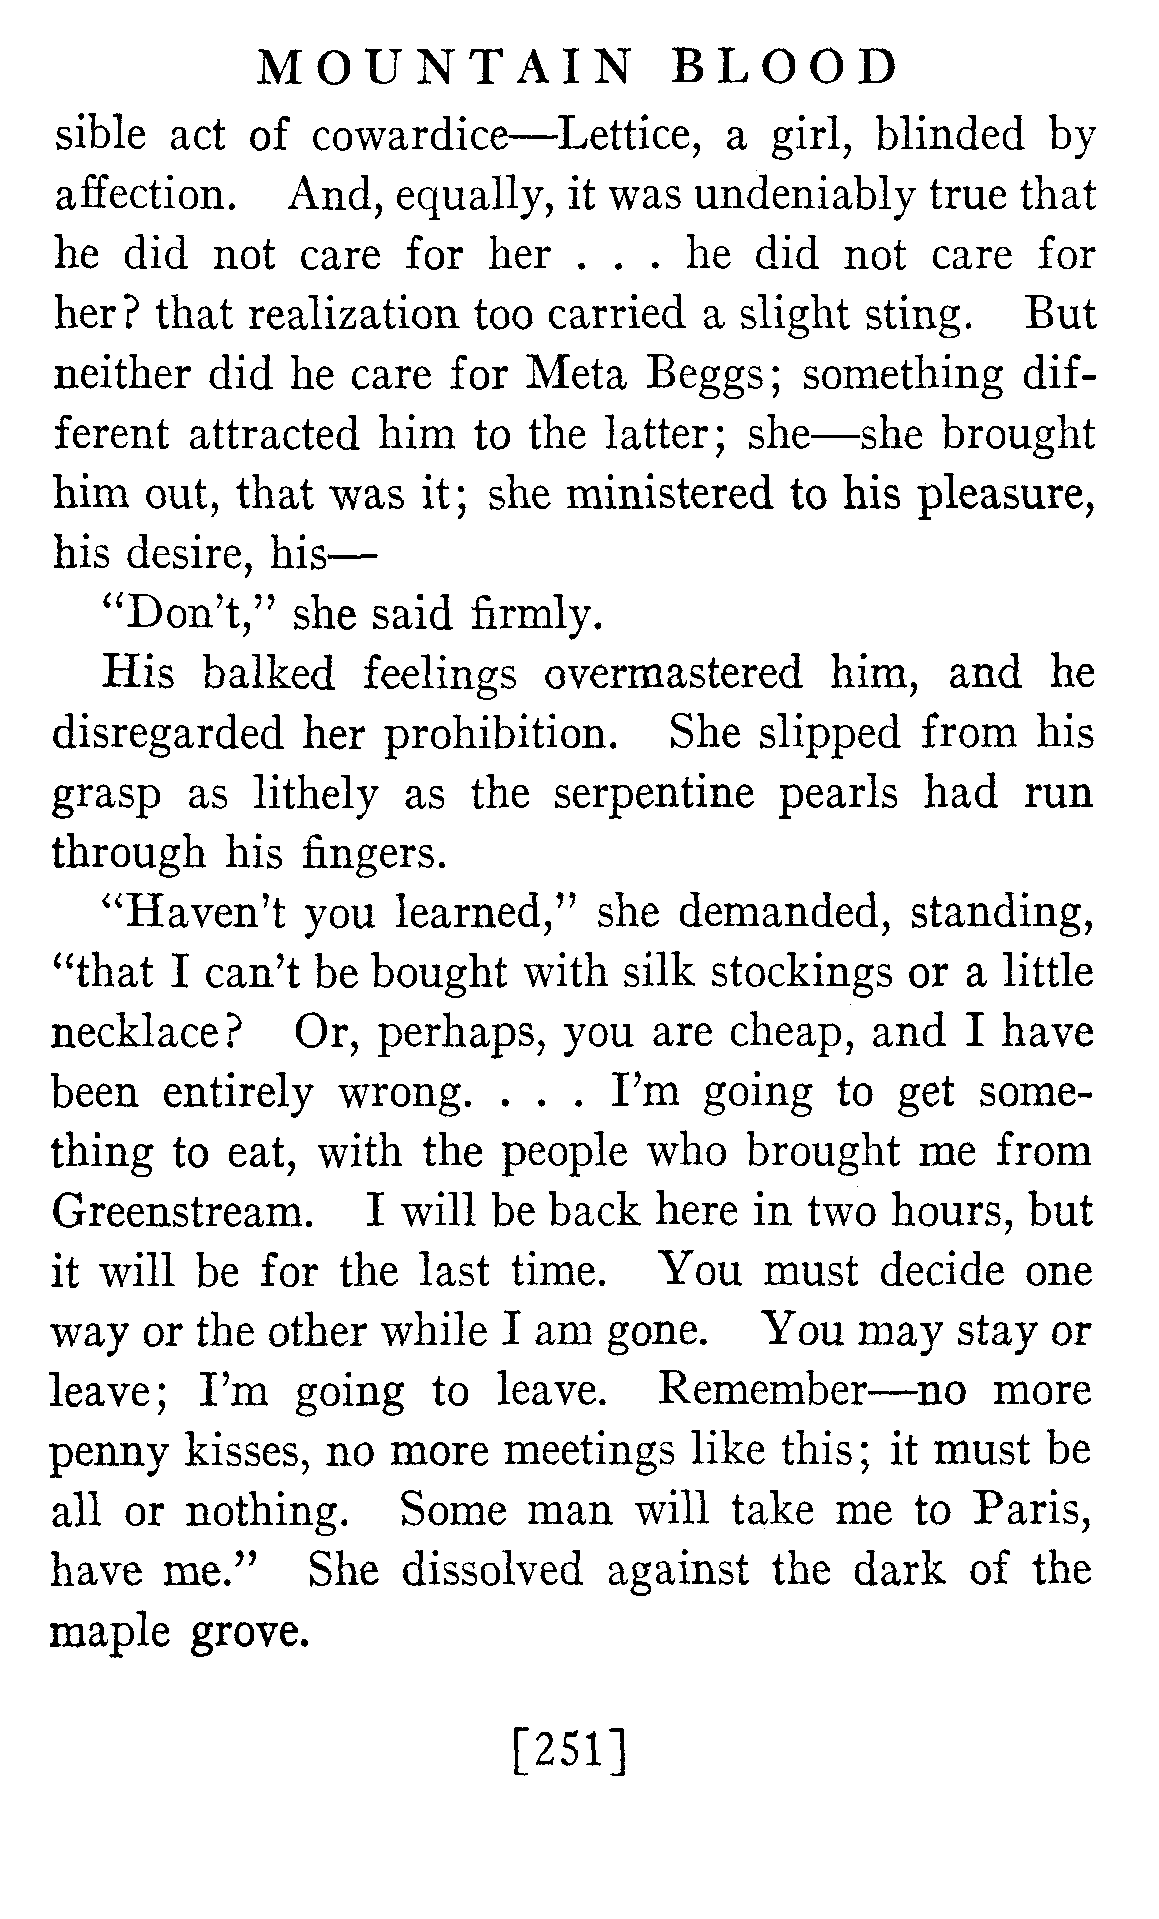 MOUNTAIN BLOOD
sible act of cowardice—Lettice, a girl, blinded by
affection. And, equally, it was undeniably true that
he did not care for her . . . he did not care for
her? that realization too carried a slight sting. But
neither did he care for Meta Beggs; something dif-
ferent attracted him to the latter; she—she brought
him out, that was it; she ministered to his pleasure,
his desire, his—
“Don’t,” she said firmly.
His balked feelings overmastered him, and he
disregarded her prohibition. She slipped from his
grasp as lithely as the serpentine pearls had run
through his fingers.
“Haven’t you learned,” she demanded, standing,
“that I can’t be bought with silk stockings or a little
necklace? Or, perhaps, you are cheap, and I have
been entirely wrong. . . . I’m going to get some-
thing to eat, with the people who brought me from
Greenstream. I will be back here in two hours, but
it will be for the last time. You must decide one
way or the other while I am gone. You may stay or
leave; I’m going to leave. Remember—no more
penny kisses, no more meetings like this; it must be
all or nothing. Some man will take me to Paris,
have me.” She dissolved against the dark of the
maple grove.
[251]